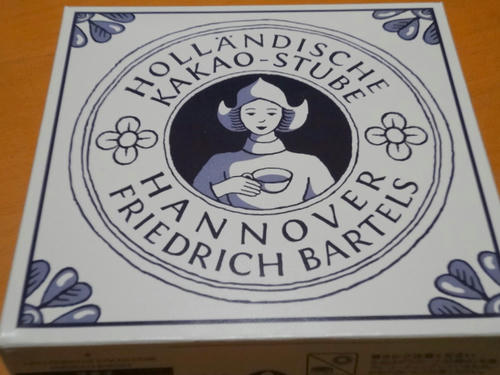 HOLLÄNDISCHE
KAKAO-STUBE
HANNOVER
FRIEDRICH BARTELS